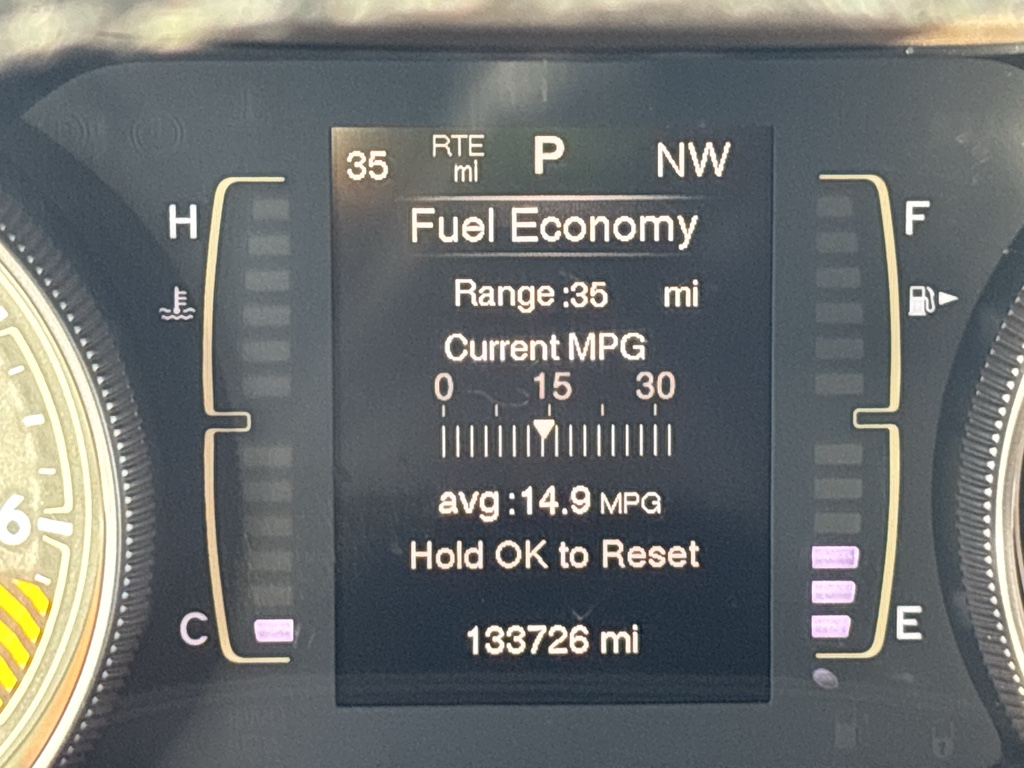 35 RTE mi P NW
H F
Fuel Economy
Range :35 mi
Current MPG
0 15 30
avg :14.9 MPG
Hold OK to Reset
6
C E
133726 mi